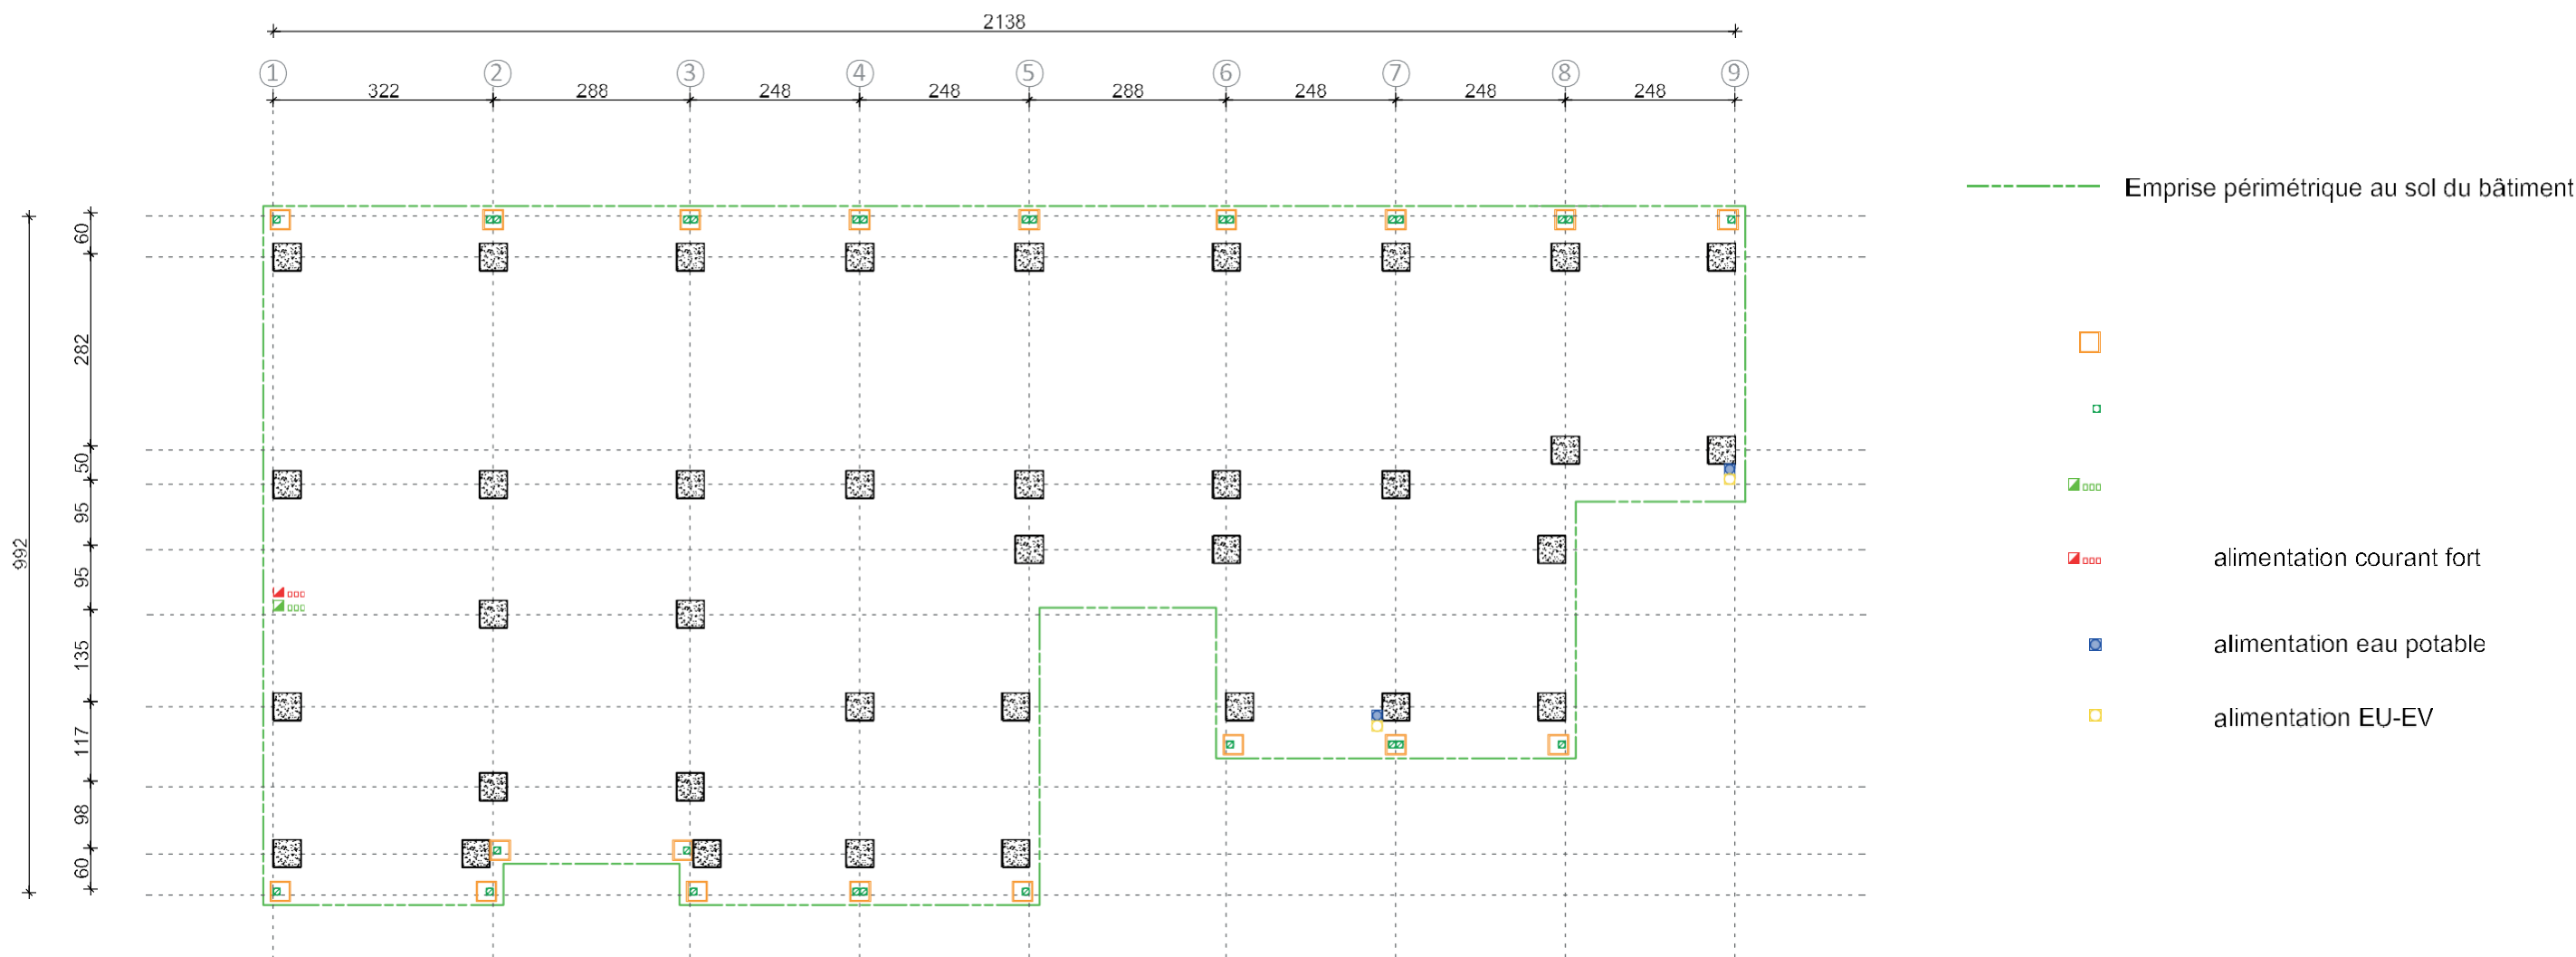 2138
① ② ③ ④ ⑤ ⑥ ⑦ ⑧ ⑨
322 288 248 248 288 248 248 248
Emprise périmétrique au sol du bâtiment
60
282
50
95
992
95
135
117
98
60
alimentation courant fort
alimentation eau potable
alimentation EU-EV